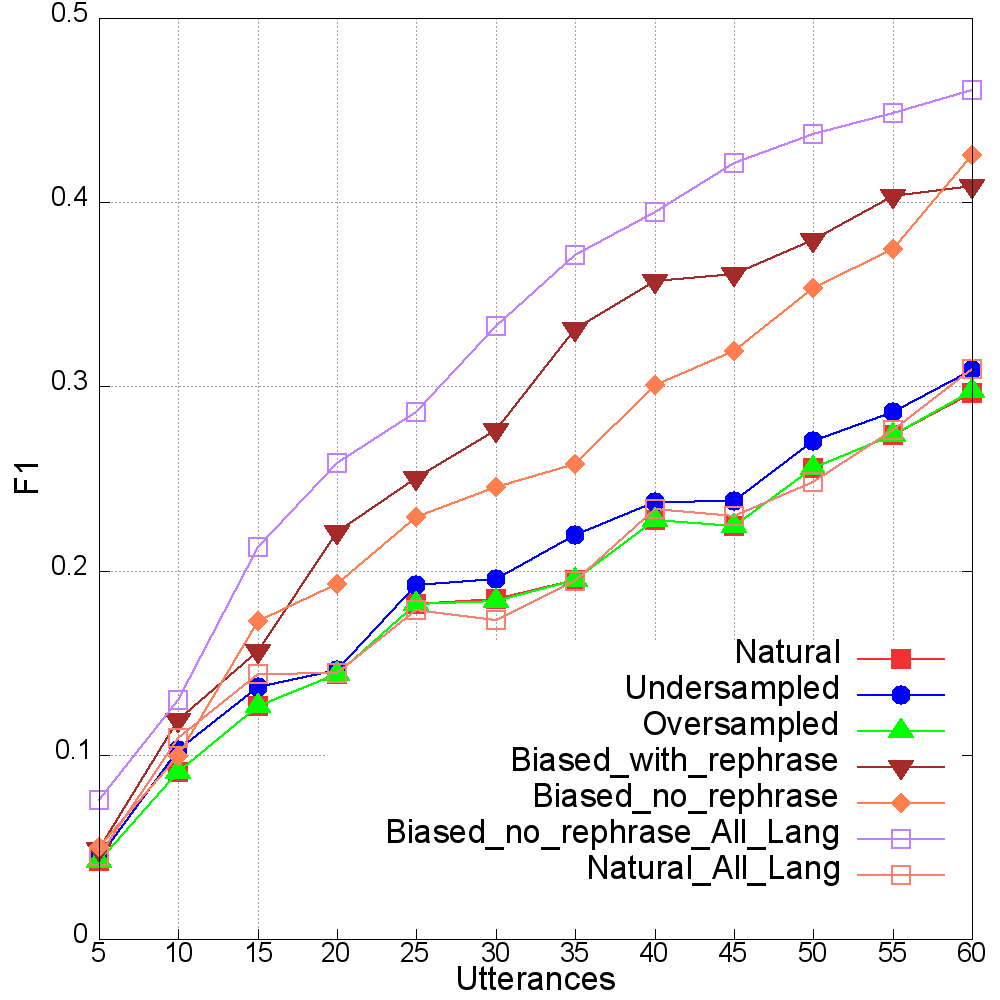 0.5
0.4
0.3
0.2
0.1
0
F1
Natural
Undersampled
Oversampled
Biased_with_rephrase
Biased_no_rephrase
Biased_no_rephrase_All_Lang
Natural_All_Lang
5 10 15 20 25 30 35 40 45 50 55 60
Utterances